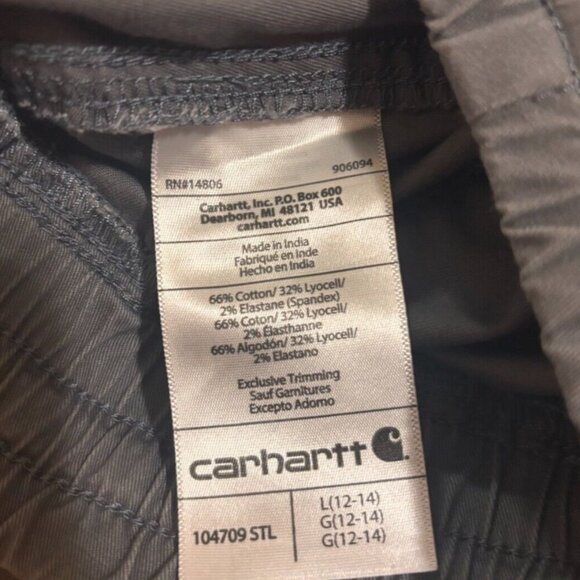 RN#14806 906094
Carhartt, Inc. P.O. Box 600
Dearborn, MI 48121 USA
carhartt.com
Made in India
Fabriqué en Inde
Hecho en India
66% Cotton/ 32% Lyocell/
2% Elastane (Spandex)
66% Coton/ 32% Lyocell/
2% Élasthanne
66% Algodón/ 32% Lyocell/
2% Elastano
Exclusive Trimming
Sauf Garnitures
Excepto Adorno
carhartt
104709 STL
L(12-14)
G(12-14)
G(12-14)